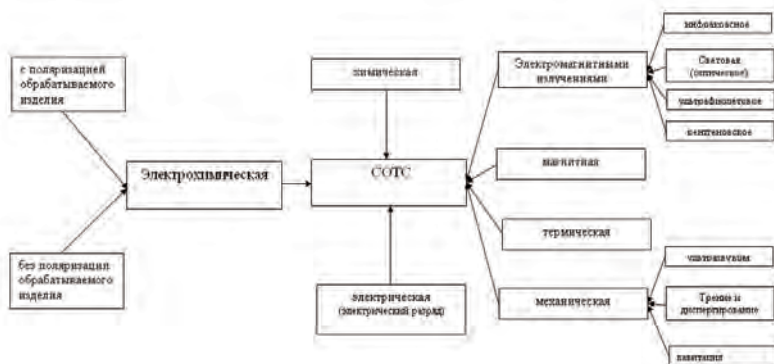 с поляризацией
обрабатываемого
изделия
без поляризации
обрабатываемого
изделия
Электрохимическая
химическая
СОТС
электрическая
(электрический разряд)
Электромагнитными
излучениями
магнитная
термическая
механическая
Световая
(оптическое)
ультрафиолетовое
рентгеновское
ультразвуком
Трение и
диспергирование
кавитация